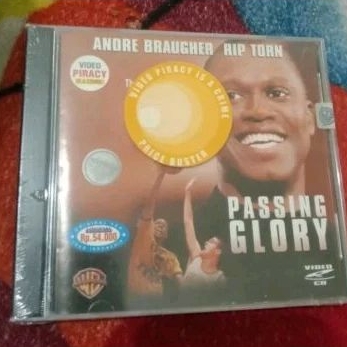 ANDRE BRAUGHER RIP TORN
VIDEO
PIRACY
VIDEO PIRACY IS A CRIME
PRICE BUSTER
Rp.54.000
PASSING
GLORY
VIDEO
CD